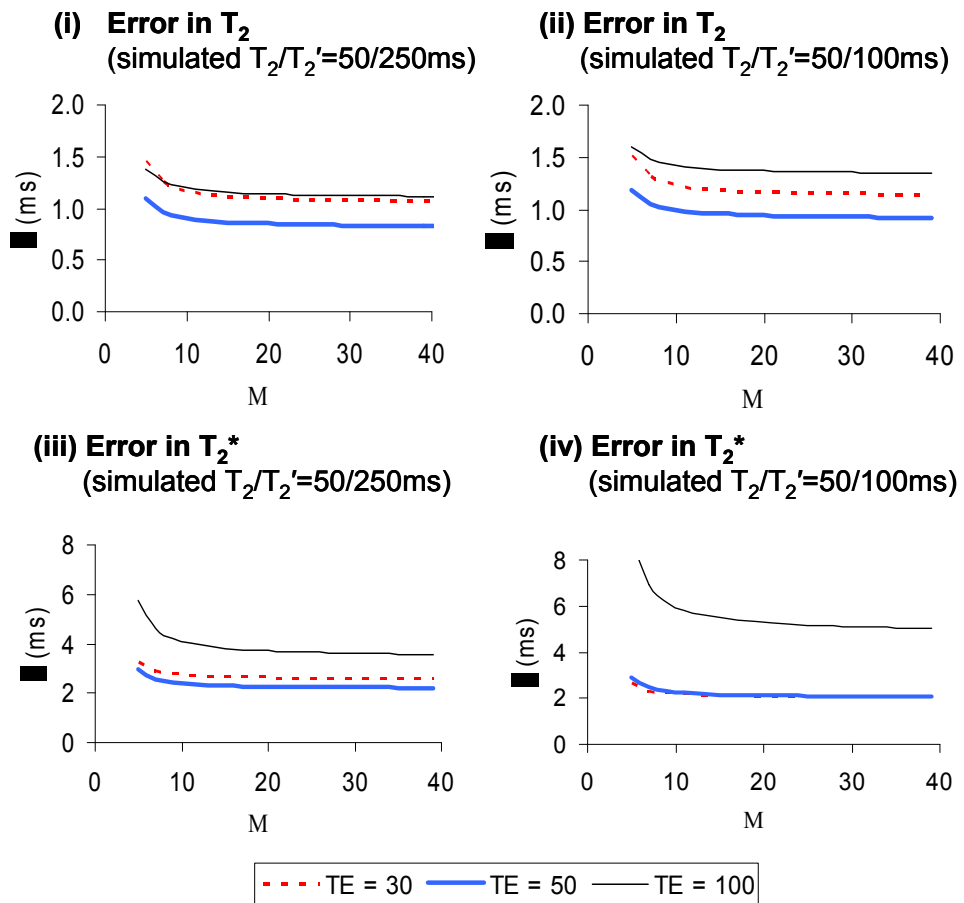 (i) Error in T₂
(simulated T₂/T₂′=50/250ms)
2.0
1.5
1.0
0.5
0.0
(ms)
0 10 20 30 40
M
(ii) Error in T₂
(simulated T₂/T₂′=50/100ms)
2.0
1.5
1.0
0.5
0.0
(ms)
0 10 20 30 40
M
(iii) Error in T₂*
(simulated T₂/T₂′=50/250ms)
8
6
4
2
0
(ms)
0 10 20 30 40
M
(iv) Error in T₂*
(simulated T₂/T₂′=50/100ms)
8
6
4
2
0
(ms)
0 10 20 30 40
M
TE = 30 TE = 50 TE = 100